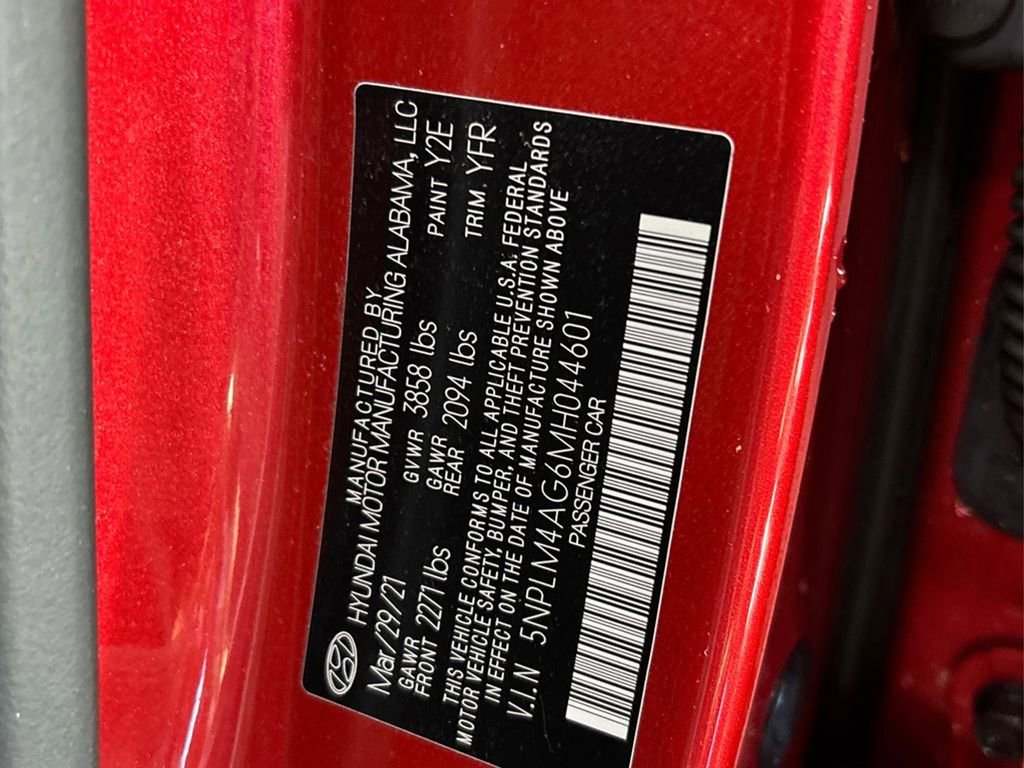 MANUFACTURED BY
HYUNDAI MOTOR MANUFACTURING ALABAMA, LLC
Mar/29/21 GVWR 3858 lbs PAINT Y2E
GAWR FRONT 2271 lbs GAWR REAR 2094 lbs TRIM YFR
THIS VEHICLE CONFORMS TO ALL APPLICABLE U.S.A. FEDERAL
MOTOR VEHICLE SAFETY, BUMPER, AND THEFT PREVENTION STANDARDS
IN EFFECT ON THE DATE OF MANUFACTURE SHOWN ABOVE
V.I.N 5NPLM4AG6MH044601
PASSENGER CAR